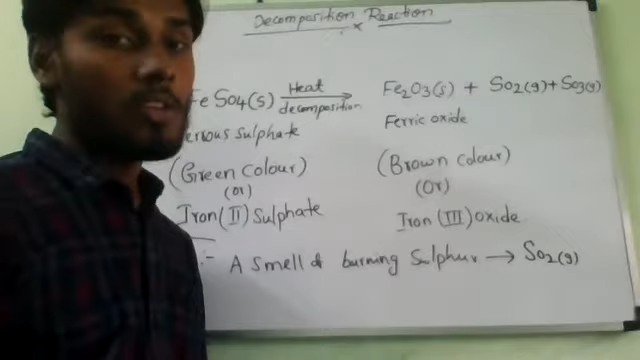 Decomposition Reaction
FeSO4(s) Heat decomposition → Fe2O3(s) + SO2(g)+SO3(g)
Ferrous sulphate Ferric oxide
(Green Colour) (Brown Colour)
(or) (Or)
Iron(II)Sulphate Iron(III)oxide
:- A smell of burning Sulphur → SO2(g)